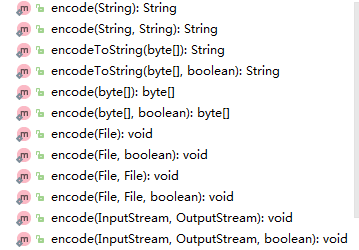 encode(String): String
encode(String, String): String
encodeToString(byte[]): String
encodeToString(byte[], boolean): String
encode(byte[]): byte[]
encode(byte[], boolean): byte[]
encode(File): void
encode(File, boolean): void
encode(File, File): void
encode(File, File, boolean): void
encode(InputStream, OutputStream): void
encode(InputStream, OutputStream, boolean): void